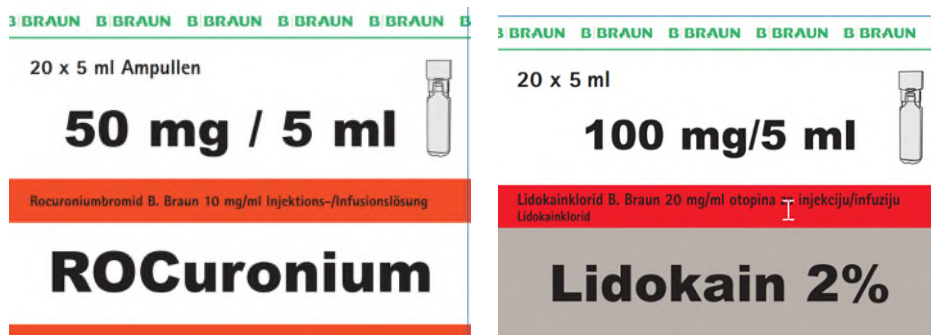 B BRAUN B BRAUN B BRAUN B BRAUN B
20 x 5 ml Ampullen
50 mg / 5 ml
Rocuroniumbromid B. Braun 10 mg/ml Injektions-/Infusionslösung
ROCuronium
B BRAUN B BRAUN B BRAUN B BRAUN B BRAUN
20 x 5 ml
100 mg/5 ml
Lidokainklorid B. Braun 20 mg/ml otopina za injekciju/infuziju
Lidokainklorid
Lidokain 2%